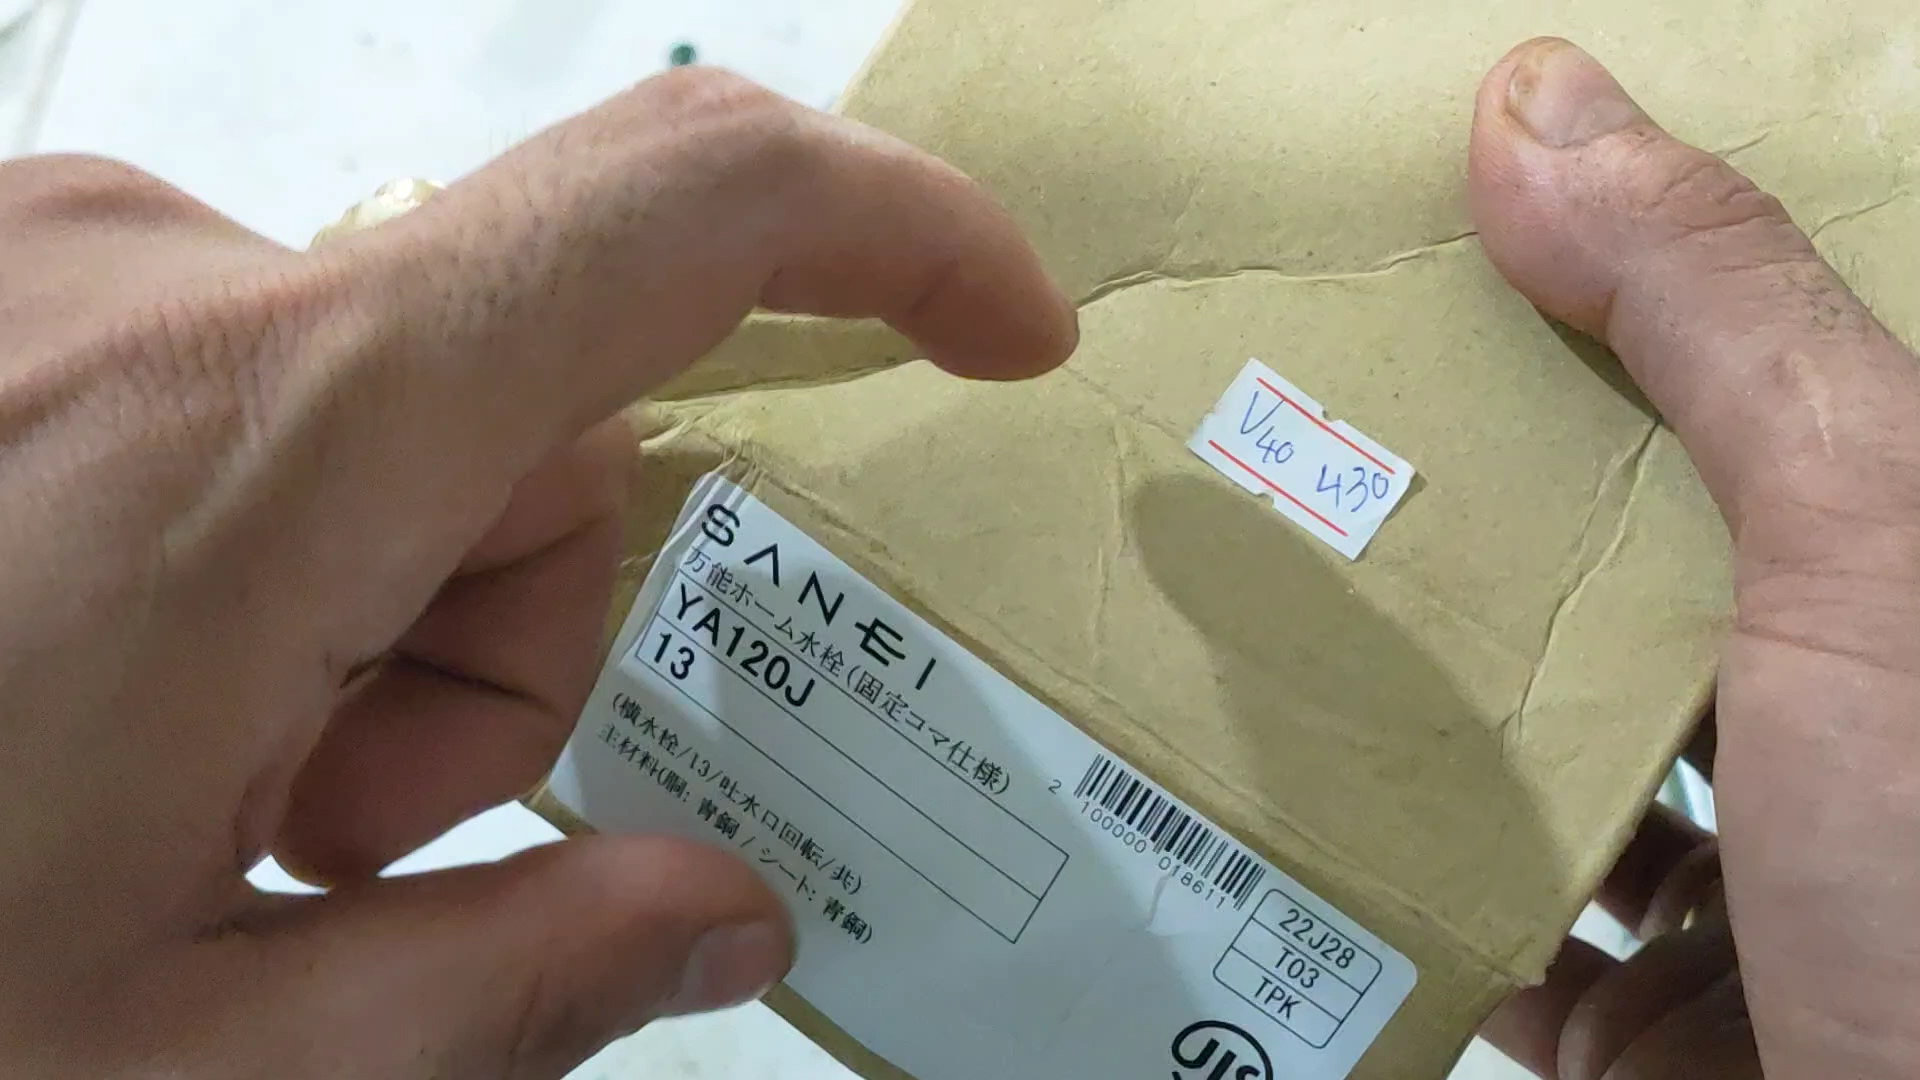 V40 430
SANEI
万能ホーム水栓(固定コマ仕様)
YA120J
13
(横水栓/13/吐水口回転/共)
主材料(胴: 青銅 / シート: 青銅)
2 100000 018611
22J28
T03
TPK
JIS